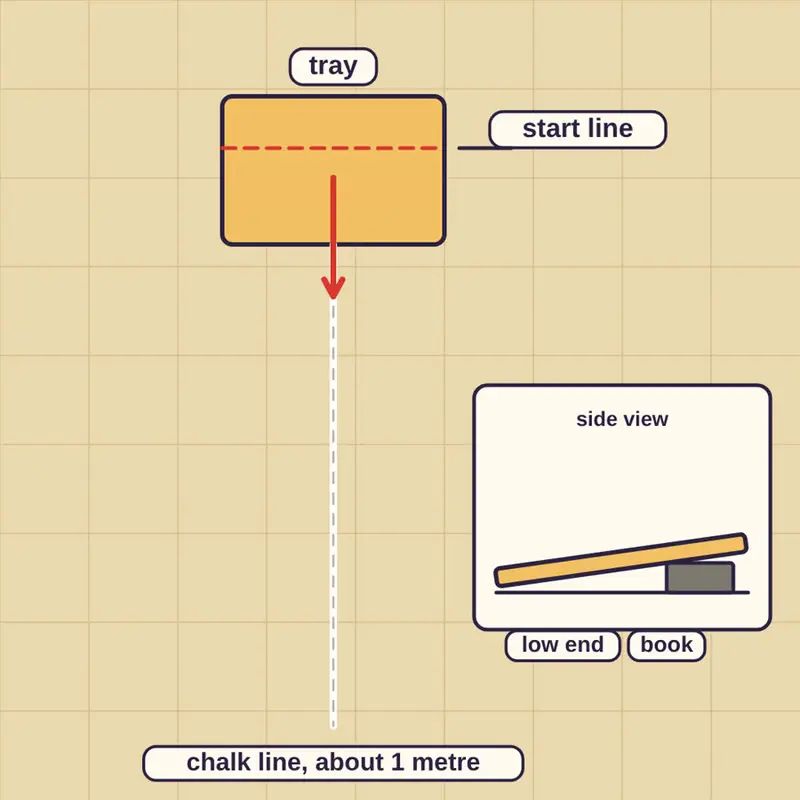 tray
start line
side view
low end
book
chalk line, about 1 metre